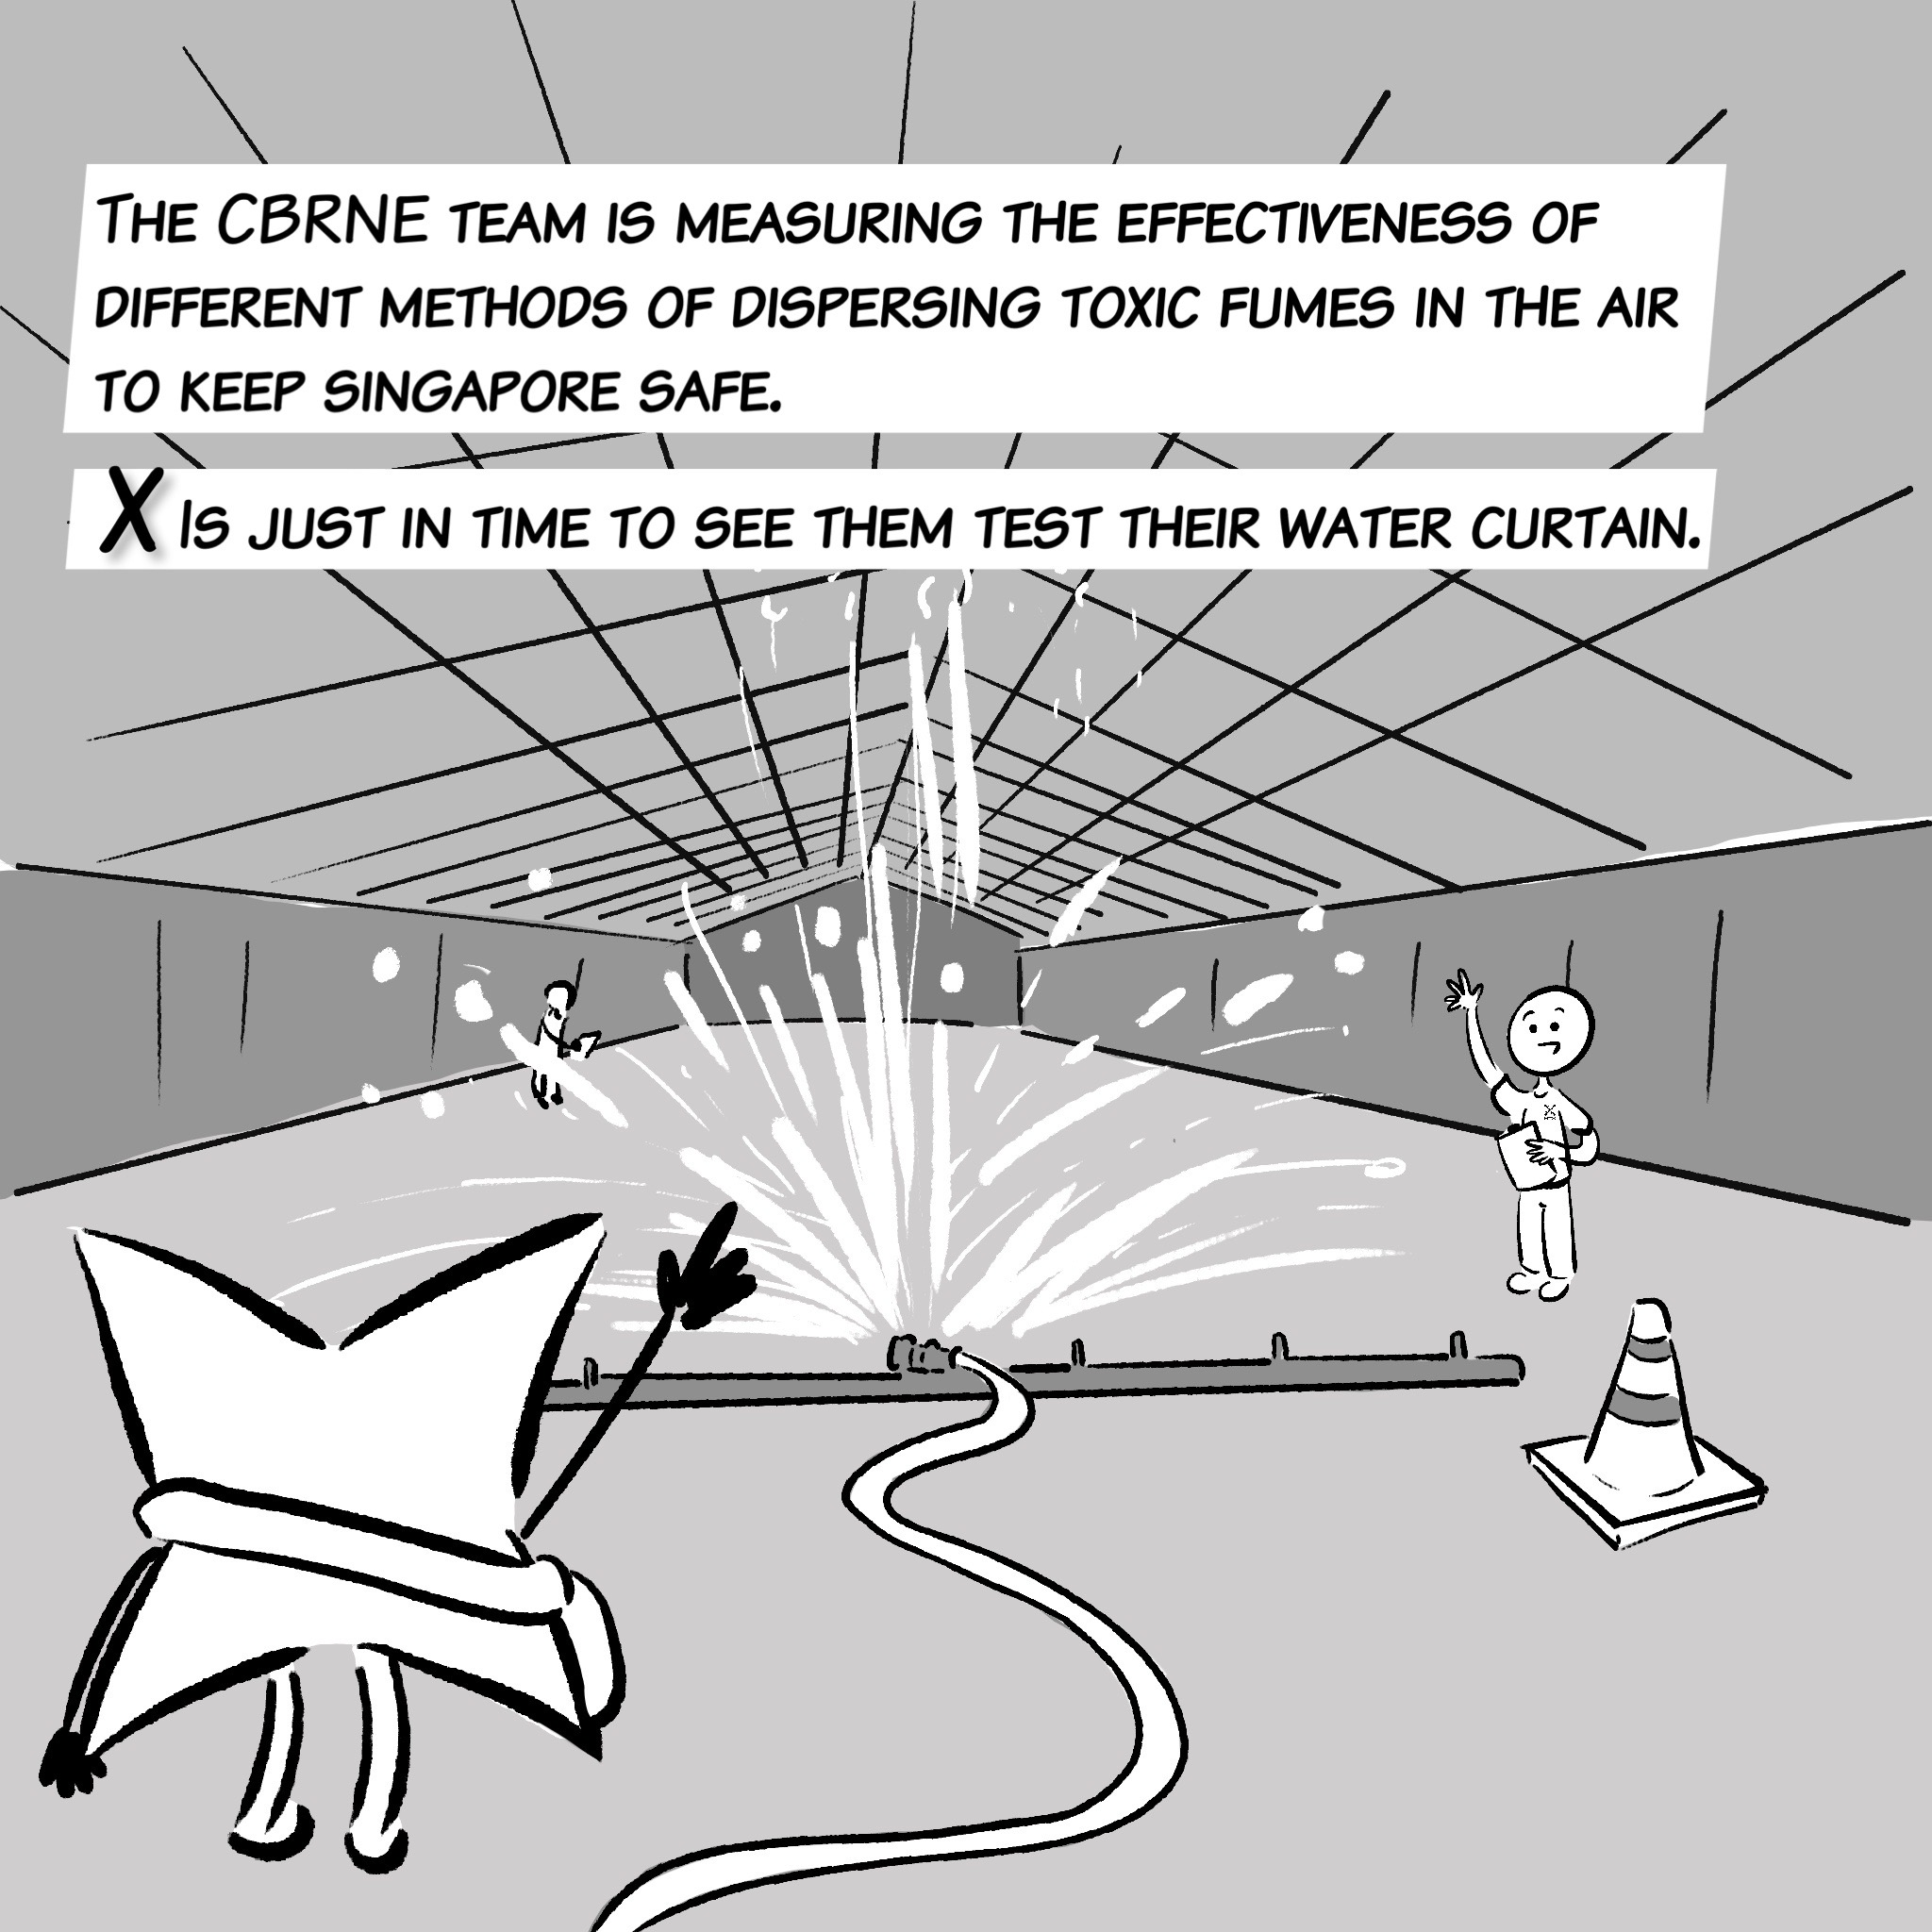 The CBRNE team is measuring the effectiveness of
different methods of dispersing toxic fumes in the air
to keep Singapore safe.
X Is just in time to see them test their water curtain.